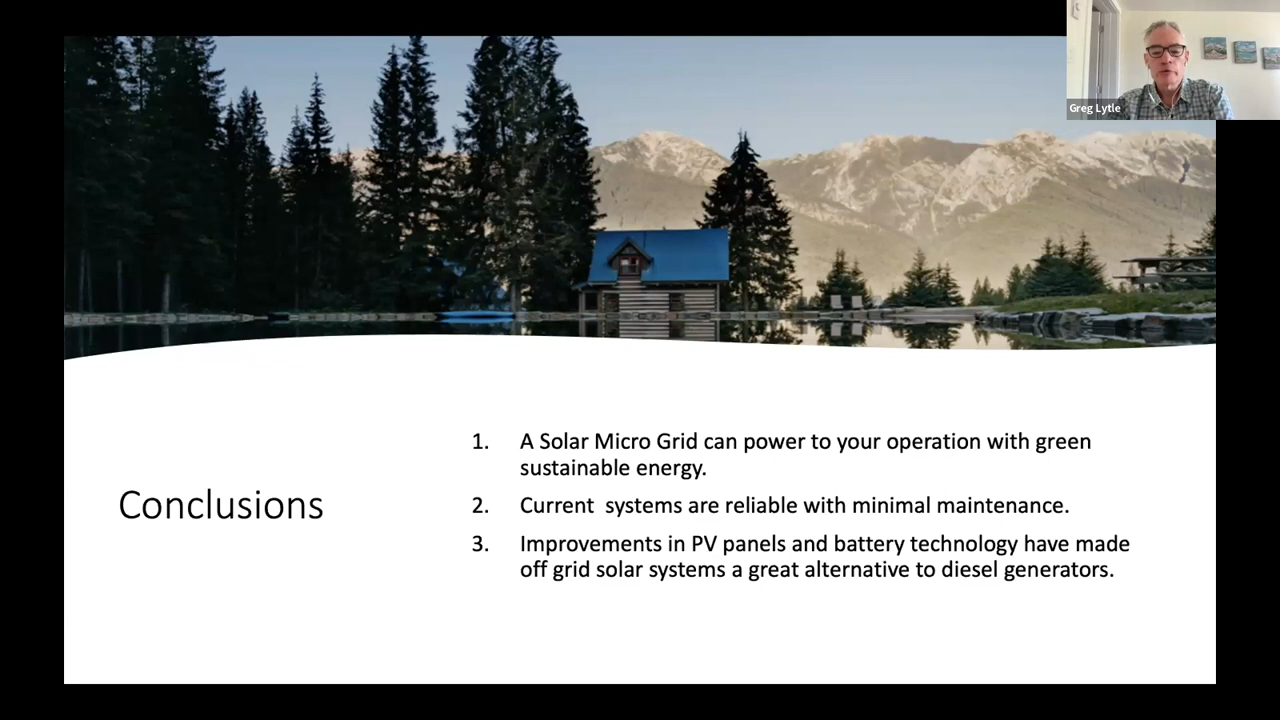 Greg Lytle
Conclusions
1. A Solar Micro Grid can power to your operation with green
sustainable energy.
2. Current  systems are reliable with minimal maintenance.
3. Improvements in PV panels and battery technology have made
off grid solar systems a great alternative to diesel generators.